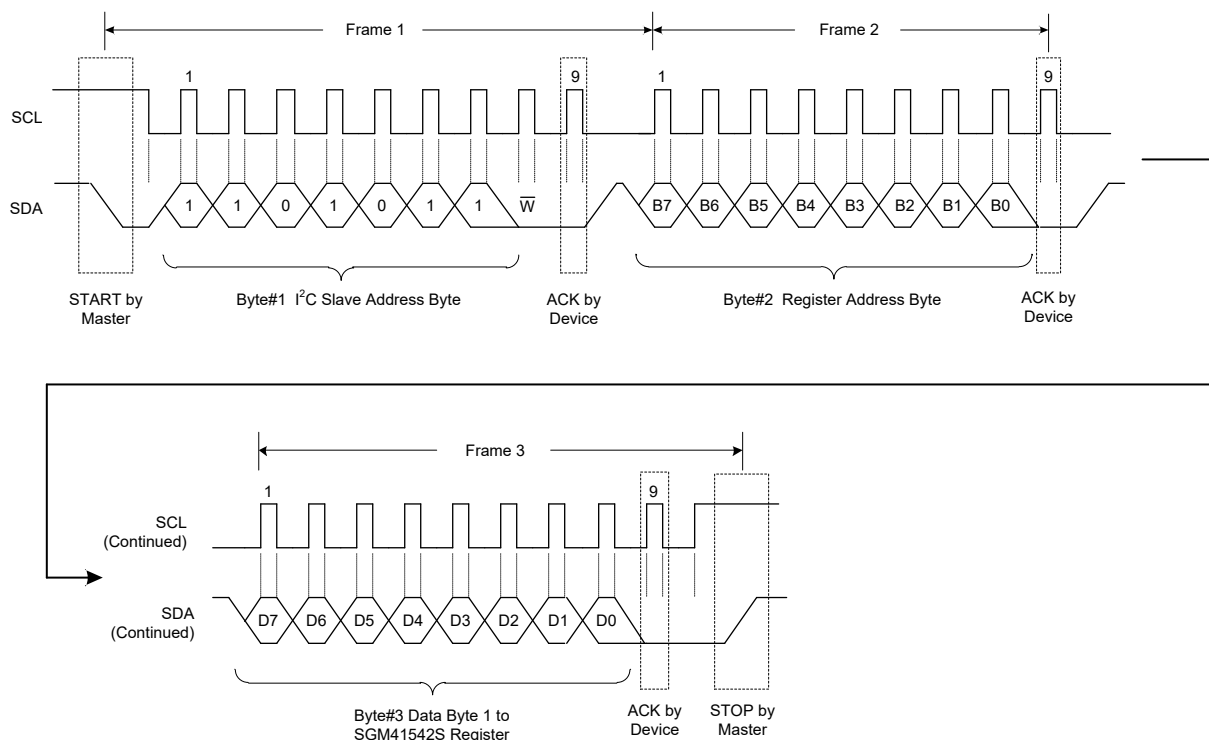 Frame 1 Frame 2
1 9 1 9
SCL
SDA 1 1 0 1 0 1 1 W̅ B7 B6 B5 B4 B3 B2 B1 B0
START by
Master
Byte#1 I²C Slave Address Byte
ACK by
Device
Byte#2 Register Address Byte
ACK by
Device
Frame 3
1 9
SCL
(Continued)
SDA
(Continued)
D7 D6 D5 D4 D3 D2 D1 D0
Byte#3 Data Byte 1 to
SGM41542S Register
ACK by
Device
STOP by
Master